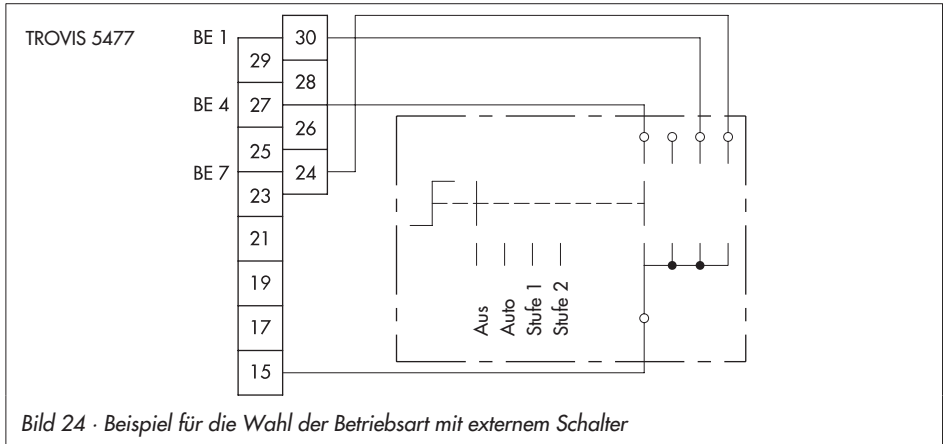 TROVIS 5477
BE 1
30
29
28
BE 4
27
26
25
BE 7
24
23
21
19
17
15
Aus
Auto
Stufe 1
Stufe 2
Bild 24 · Beispiel für die Wahl der Betriebsart mit externem Schalter